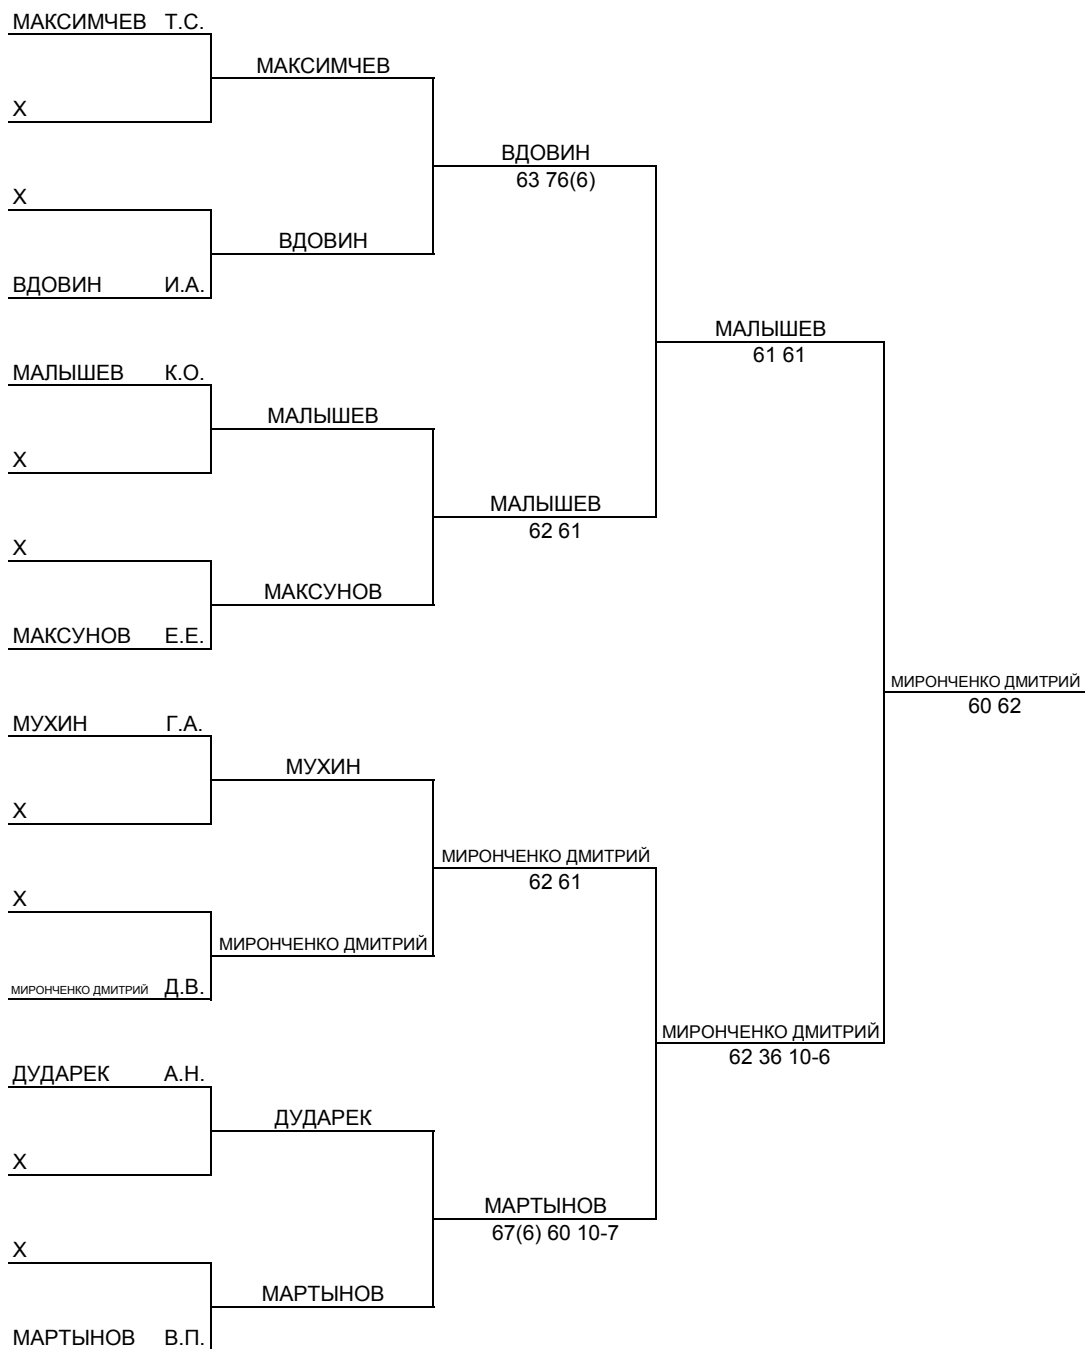 МАКСИМЧЕВ Т.С.
МАКСИМЧЕВ
X
ВДОВИН
63 76(6)
X
ВДОВИН
ВДОВИН И.А.
МАЛЫШЕВ
61 61
МАЛЫШЕВ К.О.
МАЛЫШЕВ
X
МАЛЫШЕВ
62 61
X
МАКСУНОВ
МАКСУНОВ Е.Е.
МИРОНЧЕНКО ДМИТРИЙ
60 62
МУХИН Г.А.
МУХИН
X
МИРОНЧЕНКО ДМИТРИЙ
62 61
X
МИРОНЧЕНКО ДМИТРИЙ
МИРОНЧЕНКО ДМИТРИЙ Д.В.
МИРОНЧЕНКО ДМИТРИЙ
62 36 10-6
ДУДАРЕК А.Н.
ДУДАРЕК
X
МАРТЫНОВ
67(6) 60 10-7
X
МАРТЫНОВ
МАРТЫНОВ В.П.